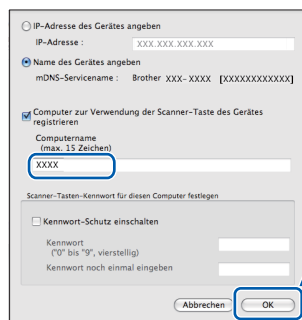 IP-Adresse des Gerätes angeben
IP-Adresse : XXX.XXX.XXX.XXX
Name des Gerätes angeben
mDNS-Servicename : Brother XXX-XXXX [XXXXXXXXXXXX]
Computer zur Verwendung der Scanner-Taste des Gerätes
registrieren
Computername
(max. 15 Zeichen)
XXXX
Scanner-Tasten-Kennwort für diesen Computer festlegen
Kennwort-Schutz einschalten
Kennwort
("0" bis "9", vierstellig)
Kennwort noch einmal eingeben
Abbrechen OK